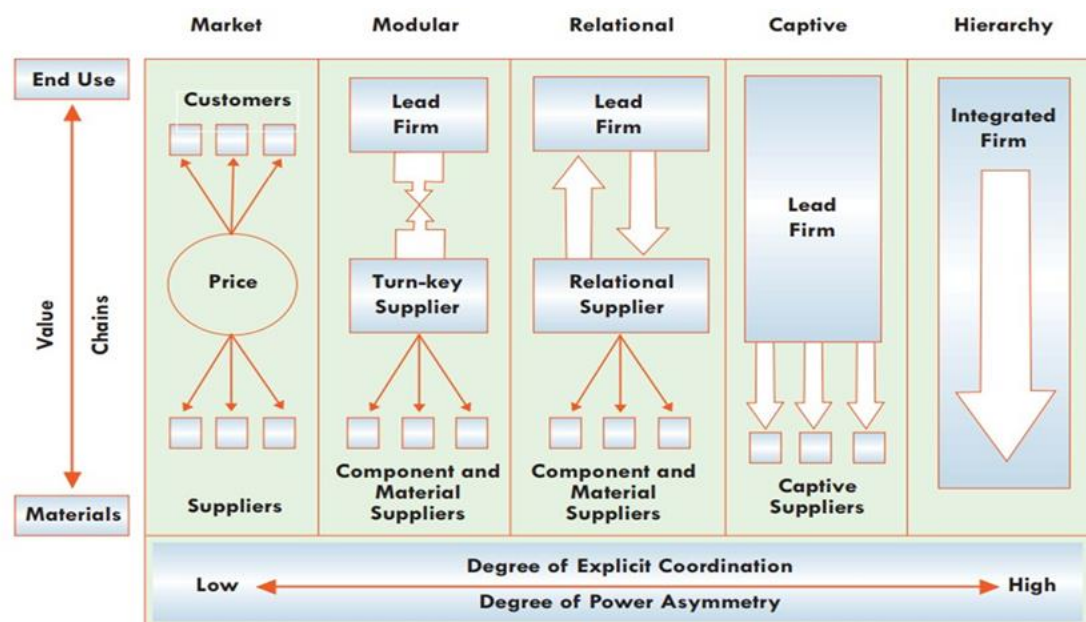 Market
Modular
Relational
Captive
Hierarchy
End Use
Value
Chains
Materials
Customers
Price
Suppliers
Lead
Firm
Turn-key
Supplier
Component and
Material
Suppliers
Lead
Firm
Relational
Supplier
Component and
Material
Suppliers
Lead
Firm
Captive
Suppliers
Integrated
Firm
Degree of Explicit Coordination
Low
High
Degree of Power Asymmetry